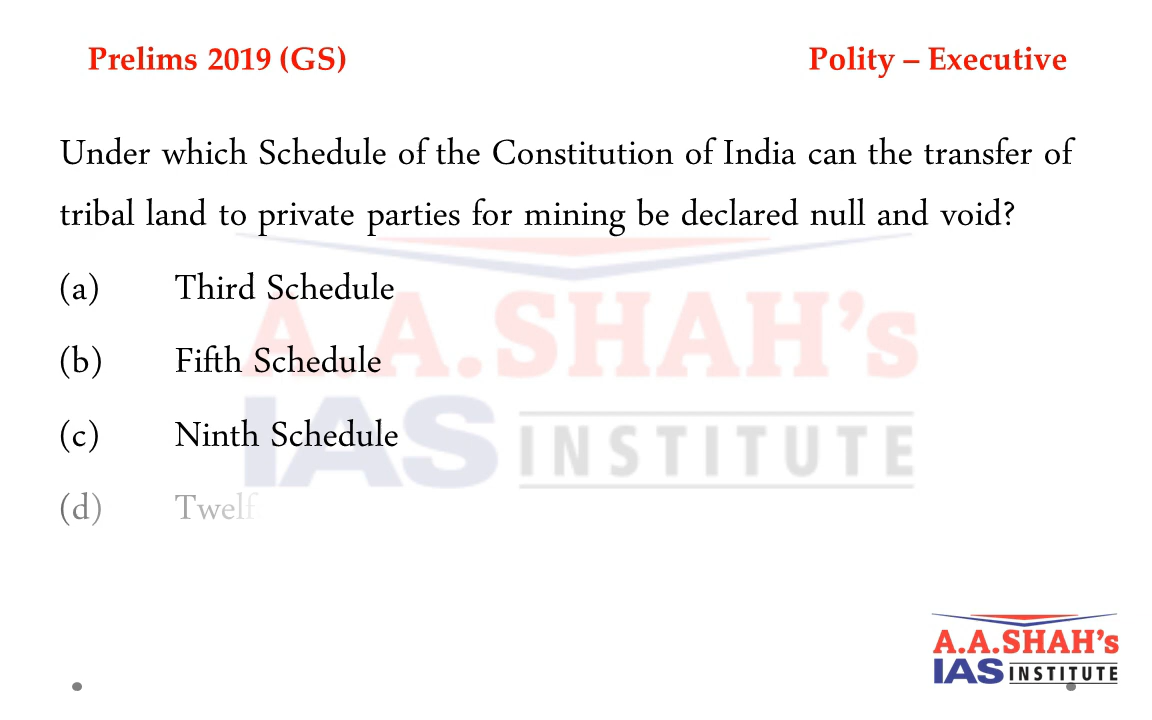 Prelims 2019 (GS) Polity – Executive
Under which Schedule of the Constitution of India can the transfer of
tribal land to private parties for mining be declared null and void?
(a) Third Schedule
(b) Fifth Schedule
(c) Ninth Schedule
(d) Twelf
A.A.SHAH's
IAS INSTITUTE
A.A.SHAH's
IAS INSTITUTE